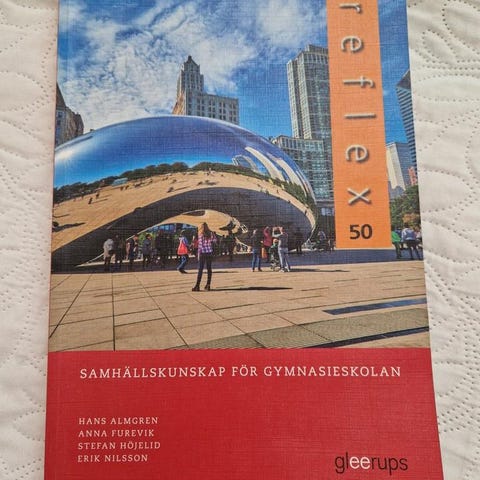 reflex
50
SAMHÄLLSKUNSKAP FÖR GYMNASIESKOLAN
HANS ALMGREN
ANNA FUREVIK
STEFAN HÖJELID
ERIK NILSSON
gleerups